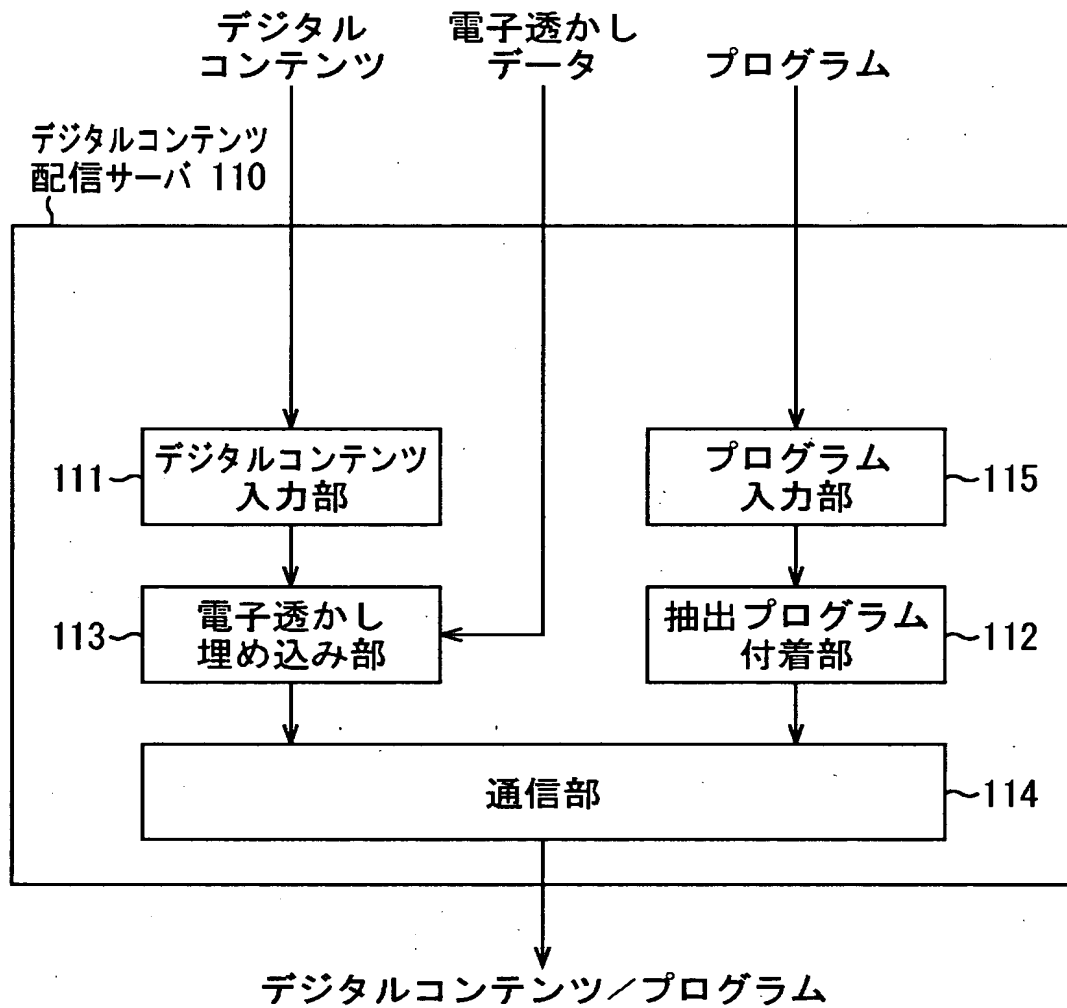 デジタル
コンテンツ
電子透かし
データ
プログラム
デジタルコンテンツ
配信サーバ 110
111
デジタルコンテンツ
入力部
プログラム
入力部
115
113
電子透かし
埋め込み部
抽出プログラム
付着部
112
通信部
114
デジタルコンテンツ／プログラム